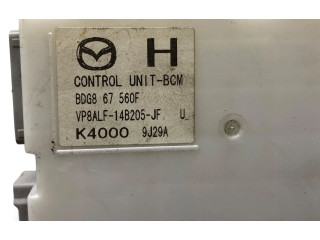 H
CONTROL UNIT-BCM
BDG8 67 560F
VP8ALF-14B205-JF U
K4000 9J29A